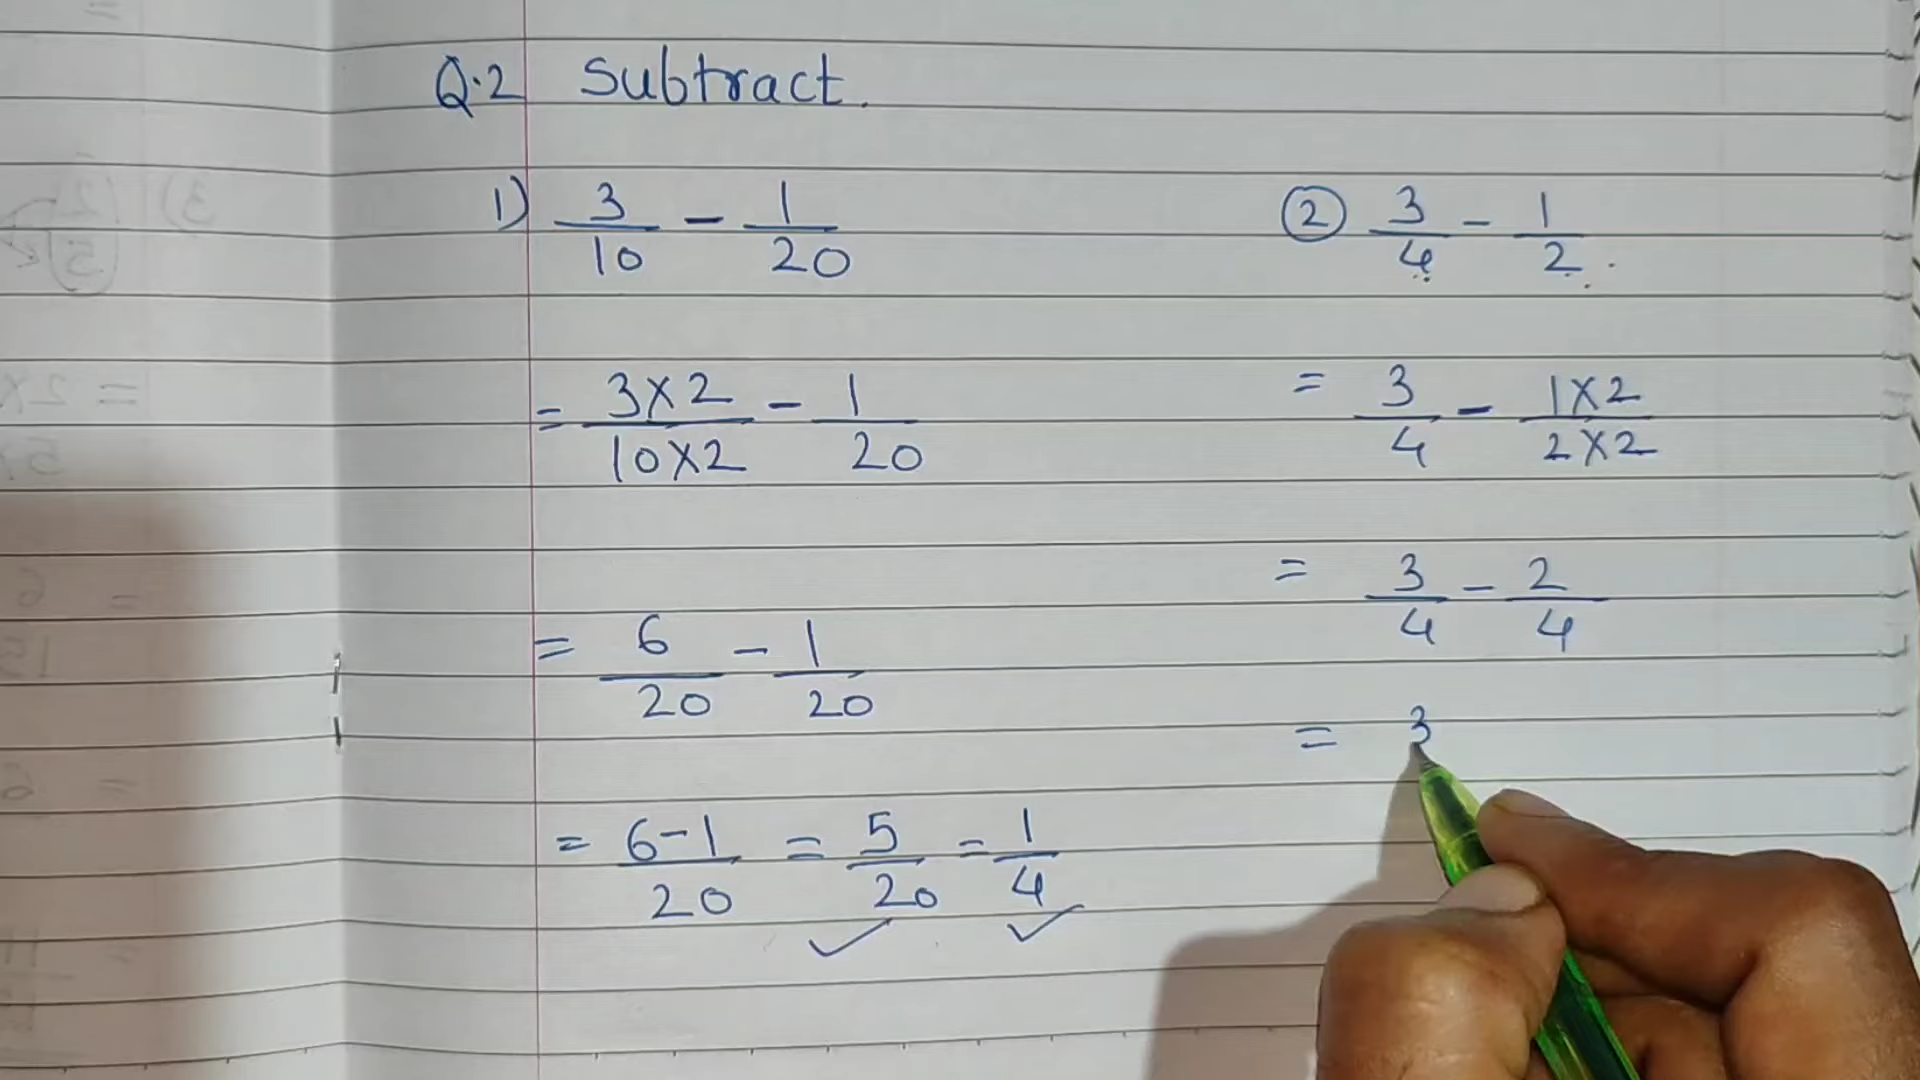 Q.2 Subtract.
1) 3/10 - 1/20
= 3×2/10×2 - 1/20
= 6/20 - 1/20
= 6-1/20 = 5/20 = 1/4
② 3/4 - 1/2
= 3/4 - 1×2/2×2
= 3/4 - 2/4
= 3